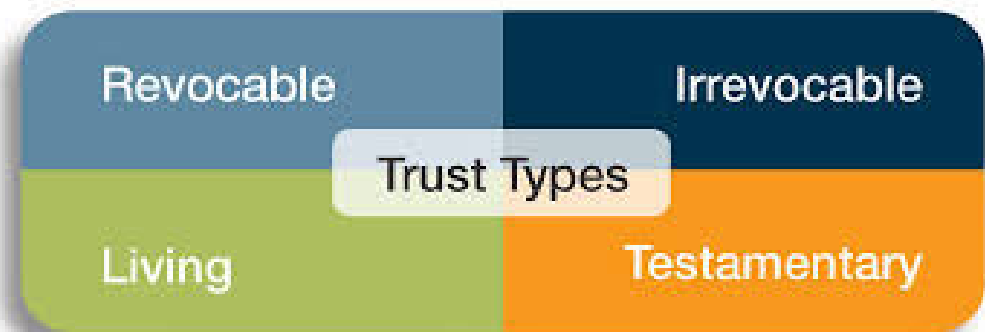 Revocable
Irrevocable
Trust Types
Living
Testamentary